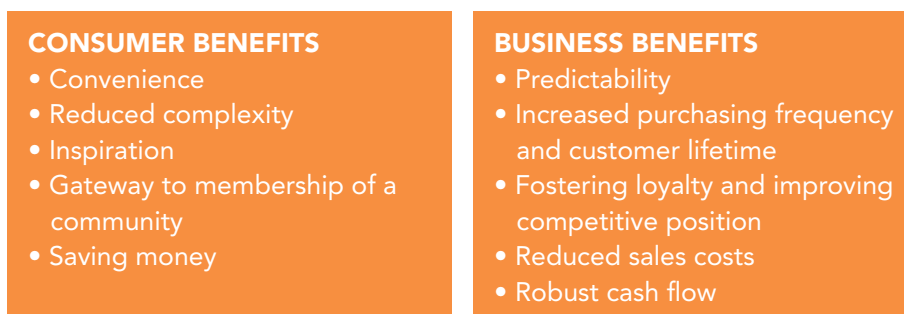 CONSUMER BENEFITS
• Convenience
• Reduced complexity
• Inspiration
• Gateway to membership of a
community
• Saving money
BUSINESS BENEFITS
• Predictability
• Increased purchasing frequency
and customer lifetime
• Fostering loyalty and improving
competitive position
• Reduced sales costs
• Robust cash flow